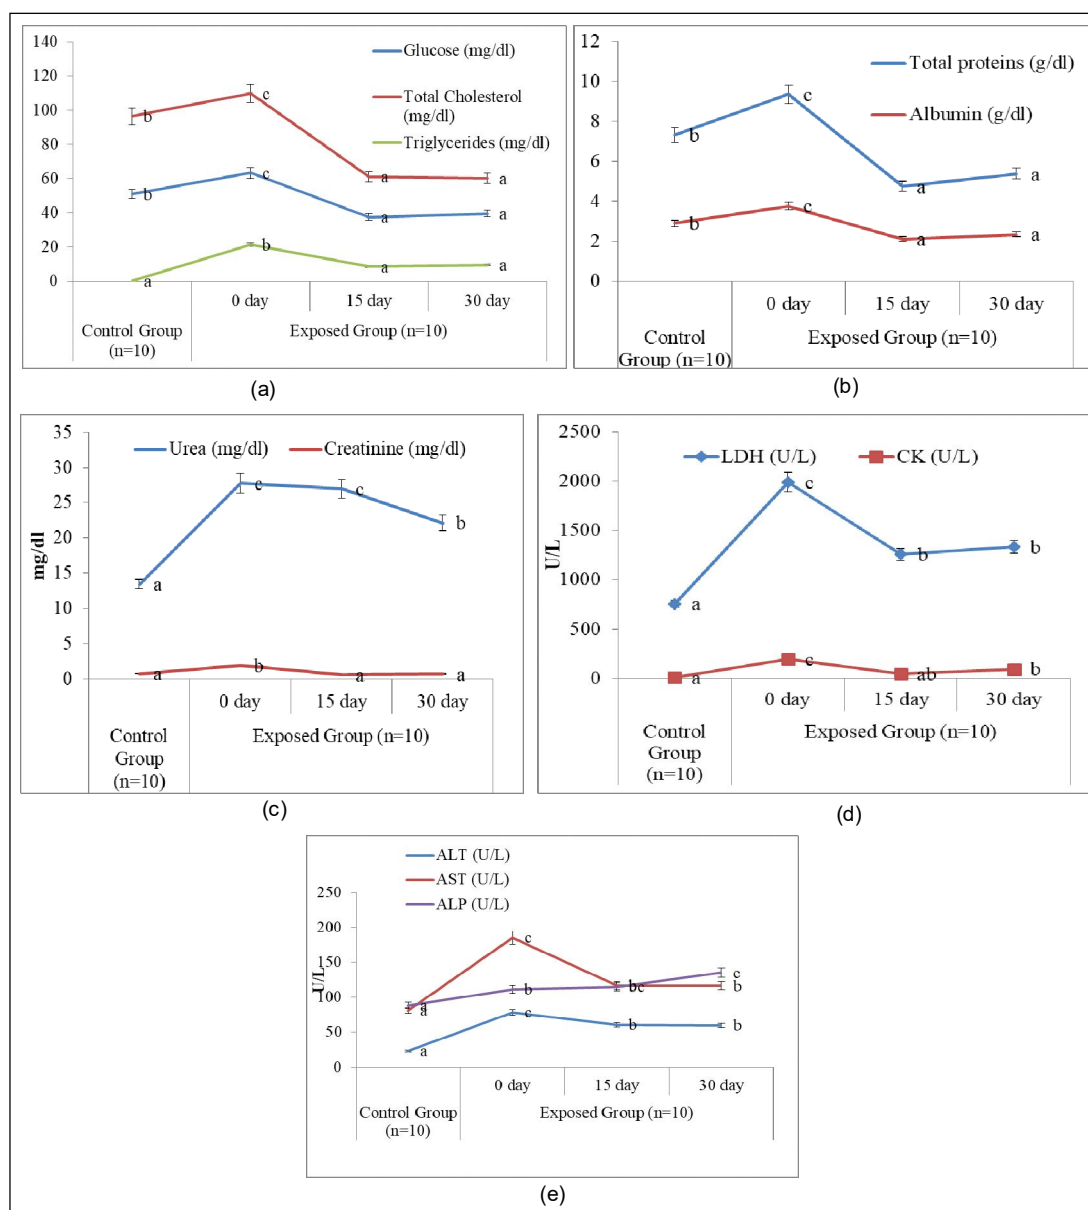 140
120
100
80
60
40
20
0
Glucose (mg/dl)
Total Cholesterol
(mg/dl)
Triglycerides (mg/dl)
b c a a
b c a a
a b a a
0 day 15 day 30 day
Control Group
(n=10)
Exposed Group (n=10)
(a)
12
10
8
6
4
2
0
Total proteins (g/dl)
Albumin (g/dl)
b c a a
b c a a
0 day 15 day 30 day
Control
Group (n=10)
Exposed Group (n=10)
(b)
35
30
25
20
15
10
5
0
mg/dl
Urea (mg/dl) Creatinine (mg/dl)
a c c b
a b a a
0 day 15 day 30 day
Control
Group
(n=10)
Exposed Group (n=10)
(c)
2500
2000
1500
1000
500
0
U/L
LDH (U/L) CK (U/L)
a c b b
a c ab b
0 day 15 day 30 day
Control
Group
(n=10)
Exposed Group (n=10)
(d)
ALT (U/L)
AST (U/L)
ALP (U/L)
250
200
150
100
50
0
U/L
a c b b
a b bc c
a c b b
0 day 15 day 30 day
Control Group
(n=10)
Exposed Group (n=10)
(e)